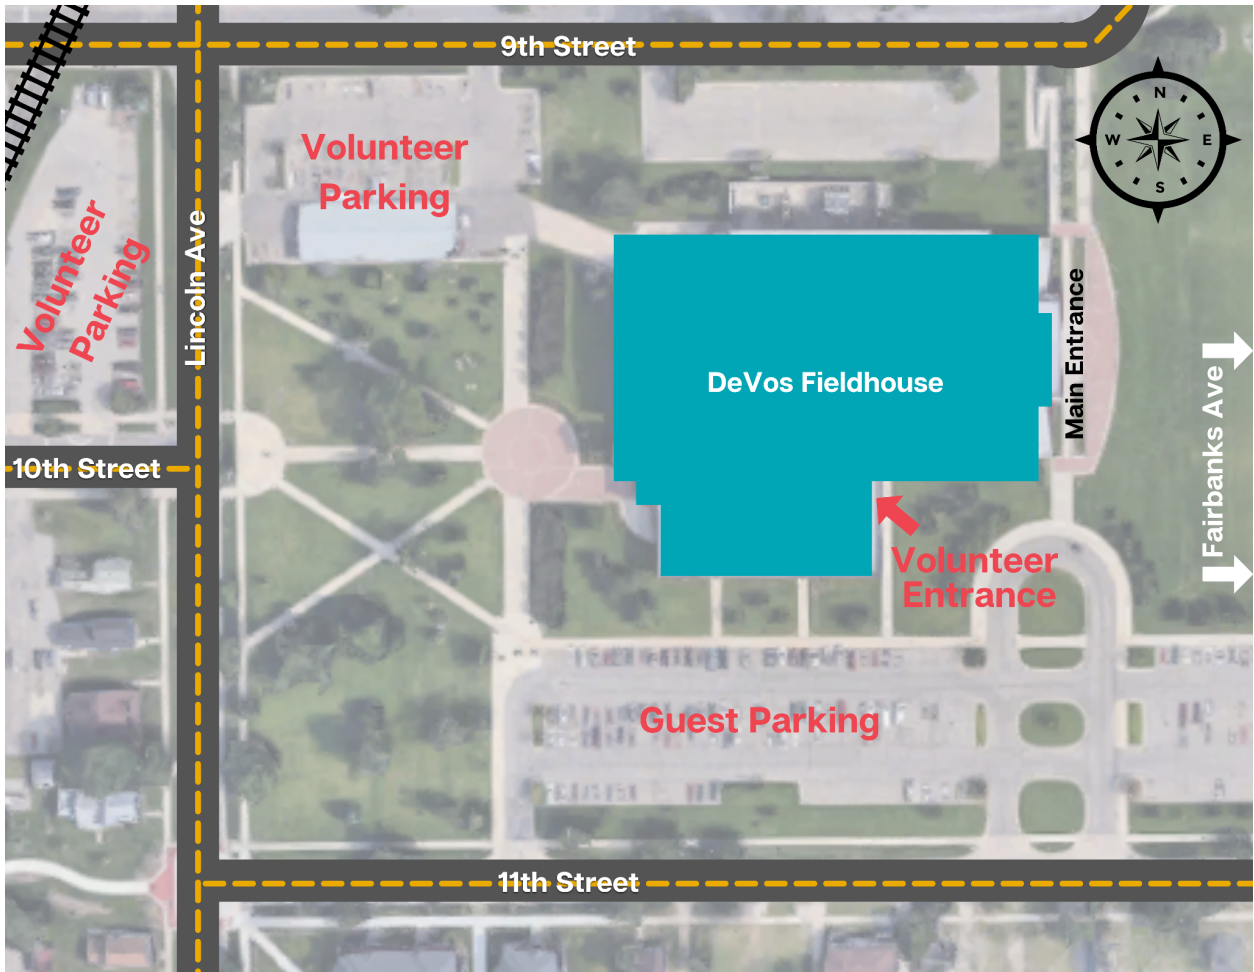 9th Street
N
W E
S
Volunteer
Parking
Volunteer
Parking
Lincoln Ave
DeVos Fieldhouse
Main Entrance
Fairbanks Ave
10th Street
Volunteer
Entrance
Guest Parking
11th Street